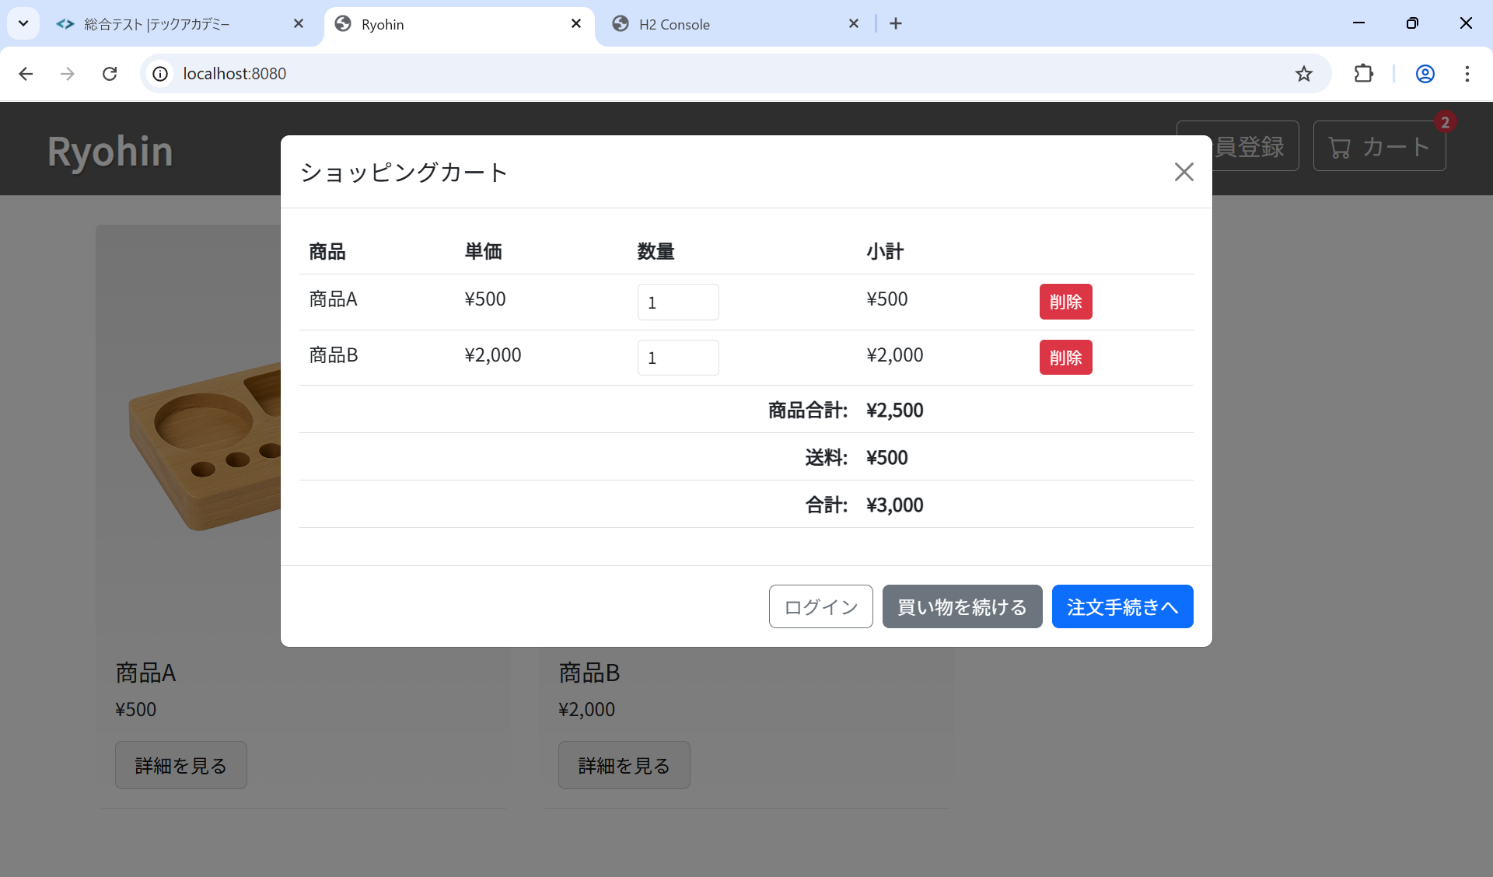 総合テスト |テックアカデミー
Ryohin
H2 Console
localhost:8080
Ryohin
員登録
カート
2
ショッピングカート
商品 単価 数量 小計
商品A ¥500 1 ¥500 削除
商品B ¥2,000 1 ¥2,000 削除
商品合計: ¥2,500
送料: ¥500
合計: ¥3,000
ログイン 買い物を続ける 注文手続きへ
商品A
¥500
詳細を見る
商品B
¥2,000
詳細を見る